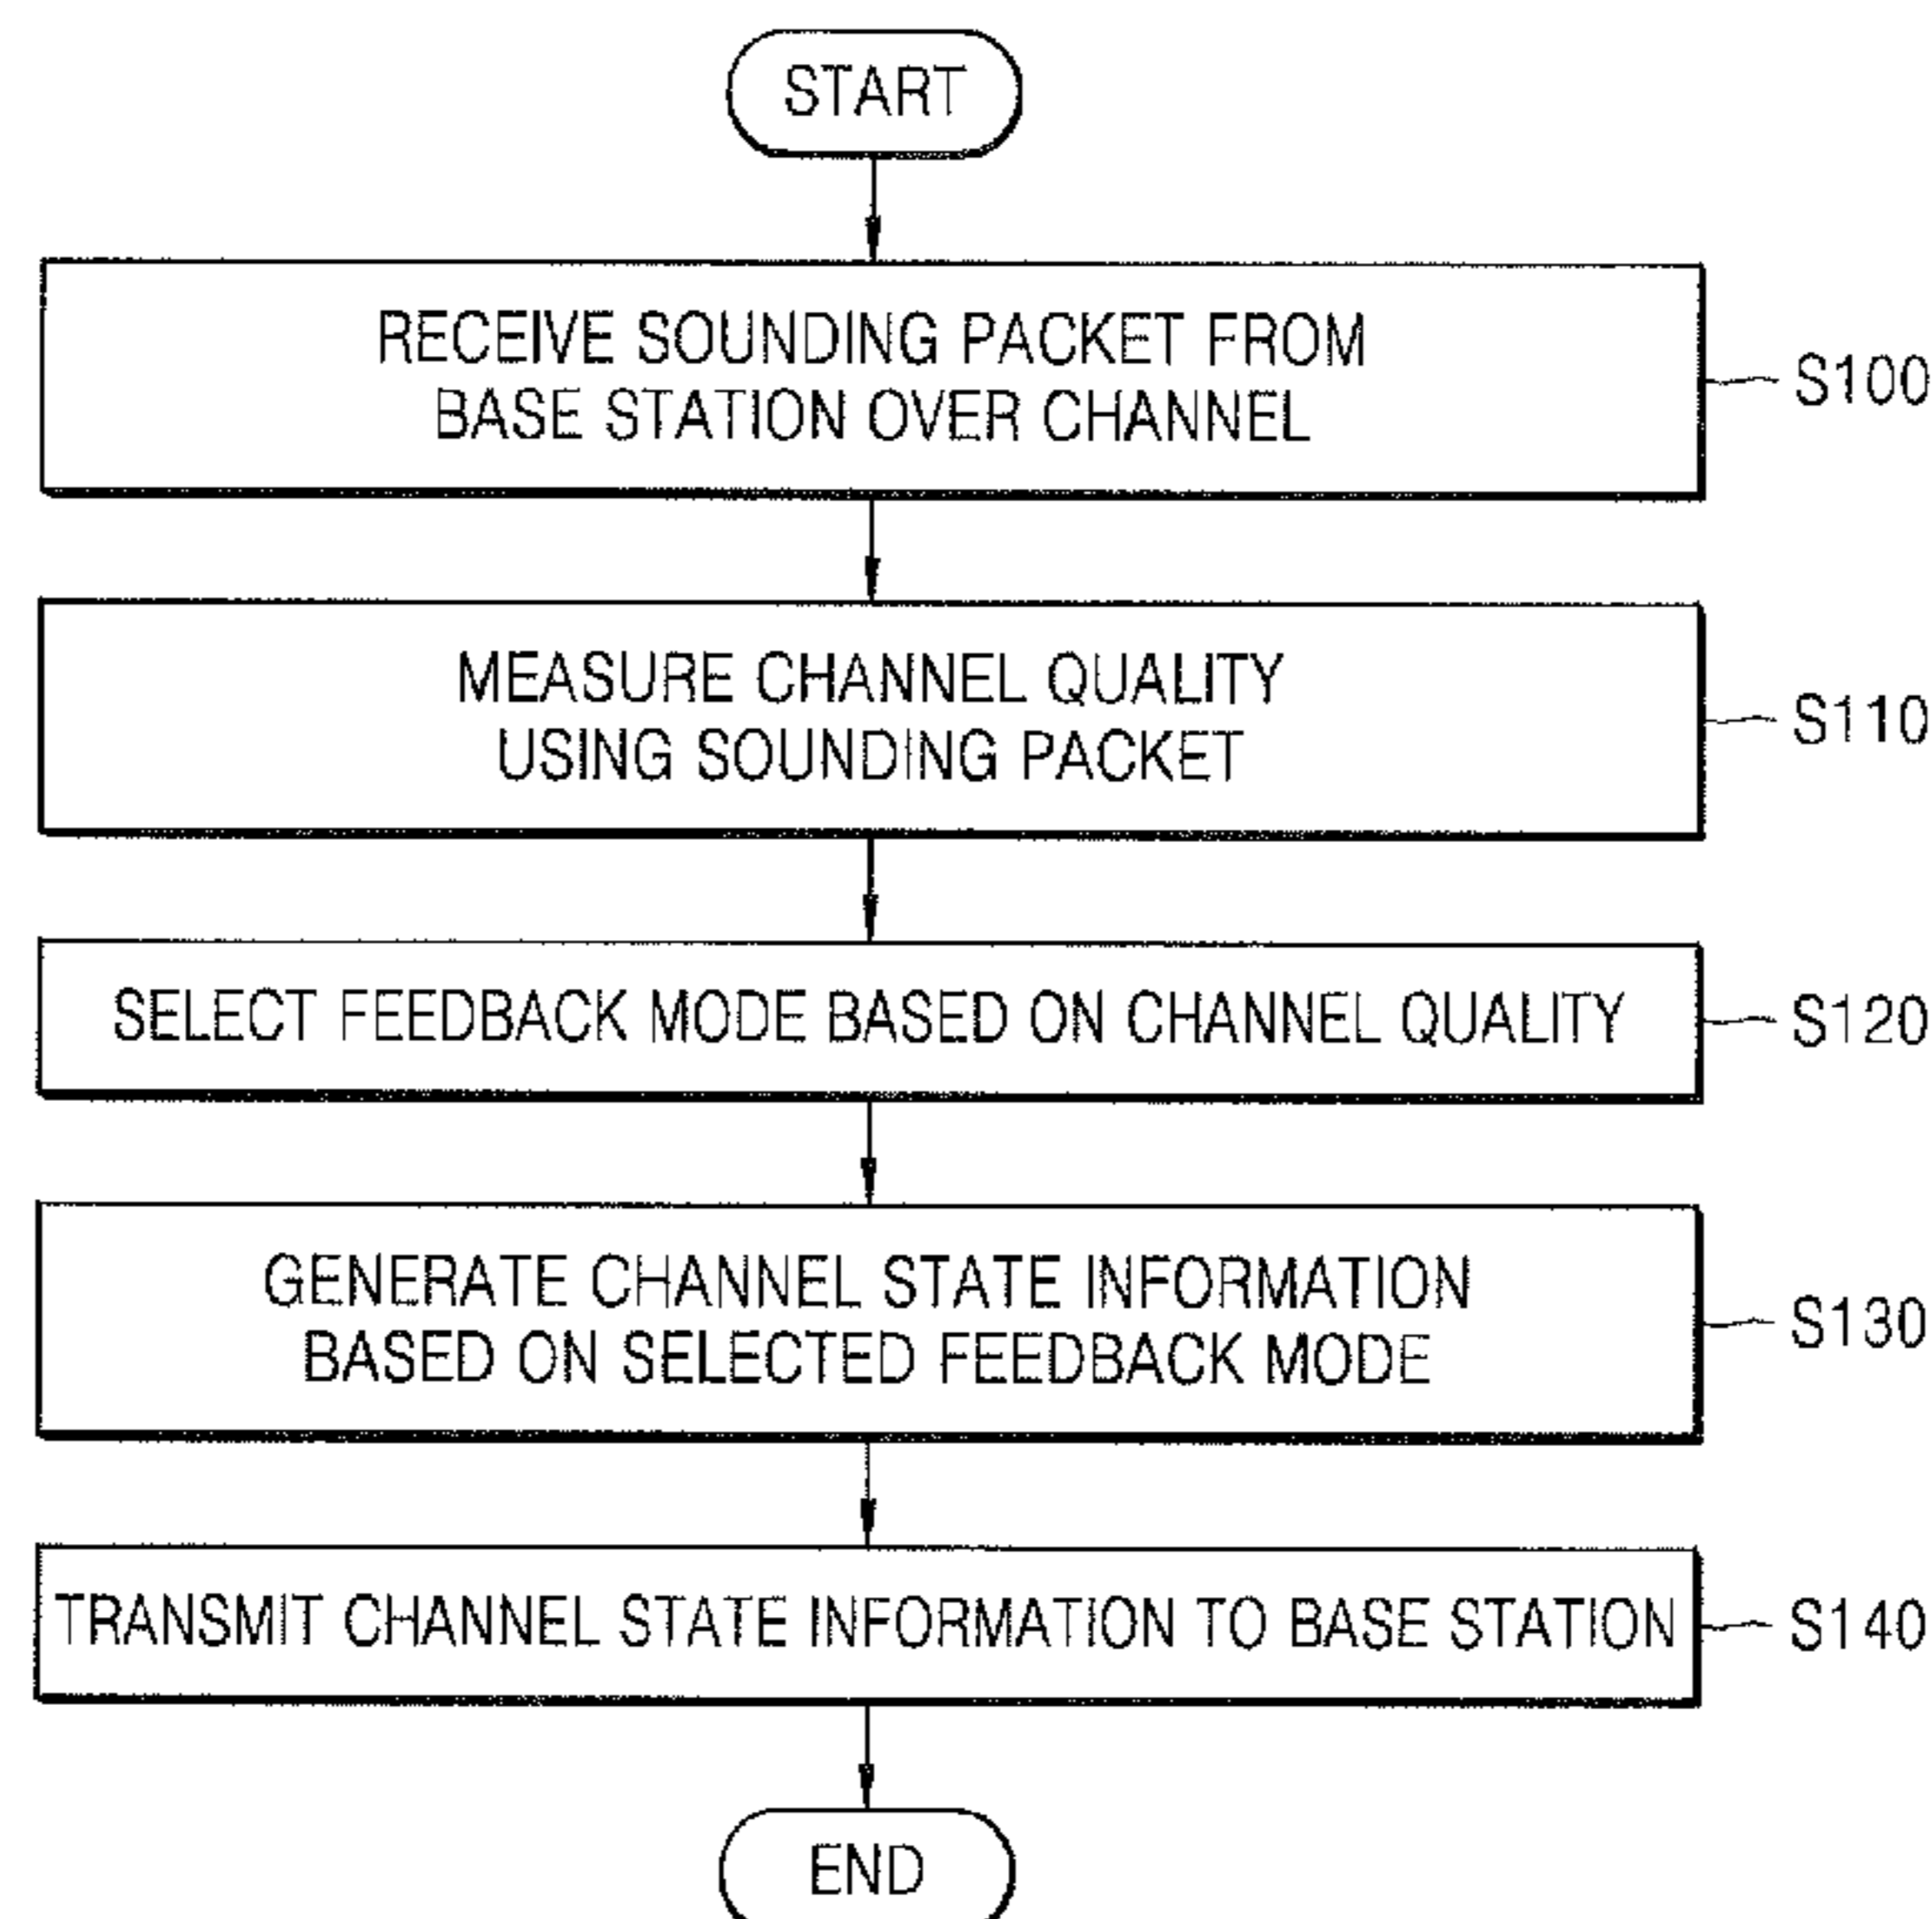 START
RECEIVE SOUNDING PACKET FROM
BASE STATION OVER CHANNEL
S100
MEASURE CHANNEL QUALITY
USING SOUNDING PACKET
S110
SELECT FEEDBACK MODE BASED ON CHANNEL QUALITY
S120
GENERATE CHANNEL STATE INFORMATION
BASED ON SELECTED FEEDBACK MODE
S130
TRANSMIT CHANNEL STATE INFORMATION TO BASE STATION
S140
END